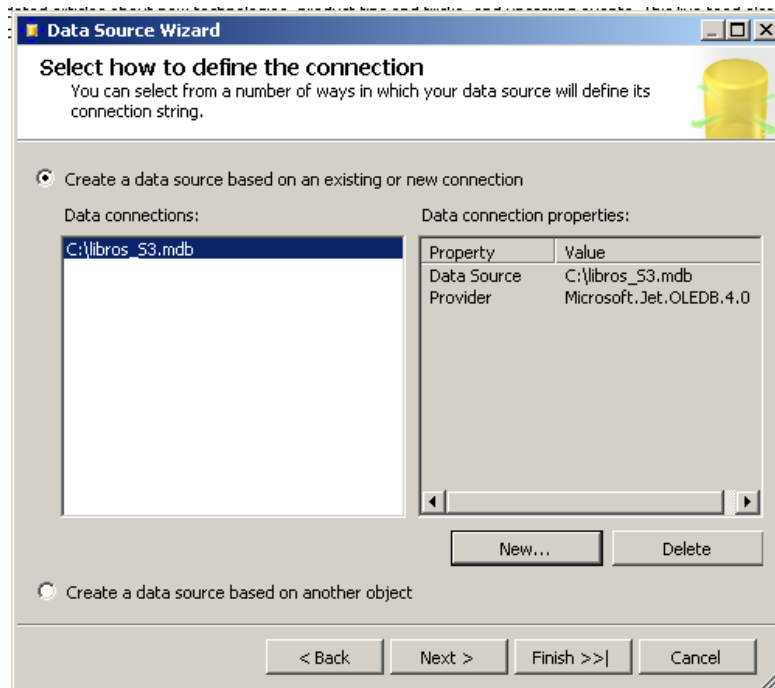 Data Source Wizard
Select how to define the connection
You can select from a number of ways in which your data source will define its
connection string.
Create a data source based on an existing or new connection
Data connections:
C:\libros_S3.mdb
Data connection properties:
Property Value
Data Source C:\libros_S3.mdb
Provider Microsoft.Jet.OLEDB.4.0
New... Delete
Create a data source based on another object
< Back Next > Finish >>| Cancel